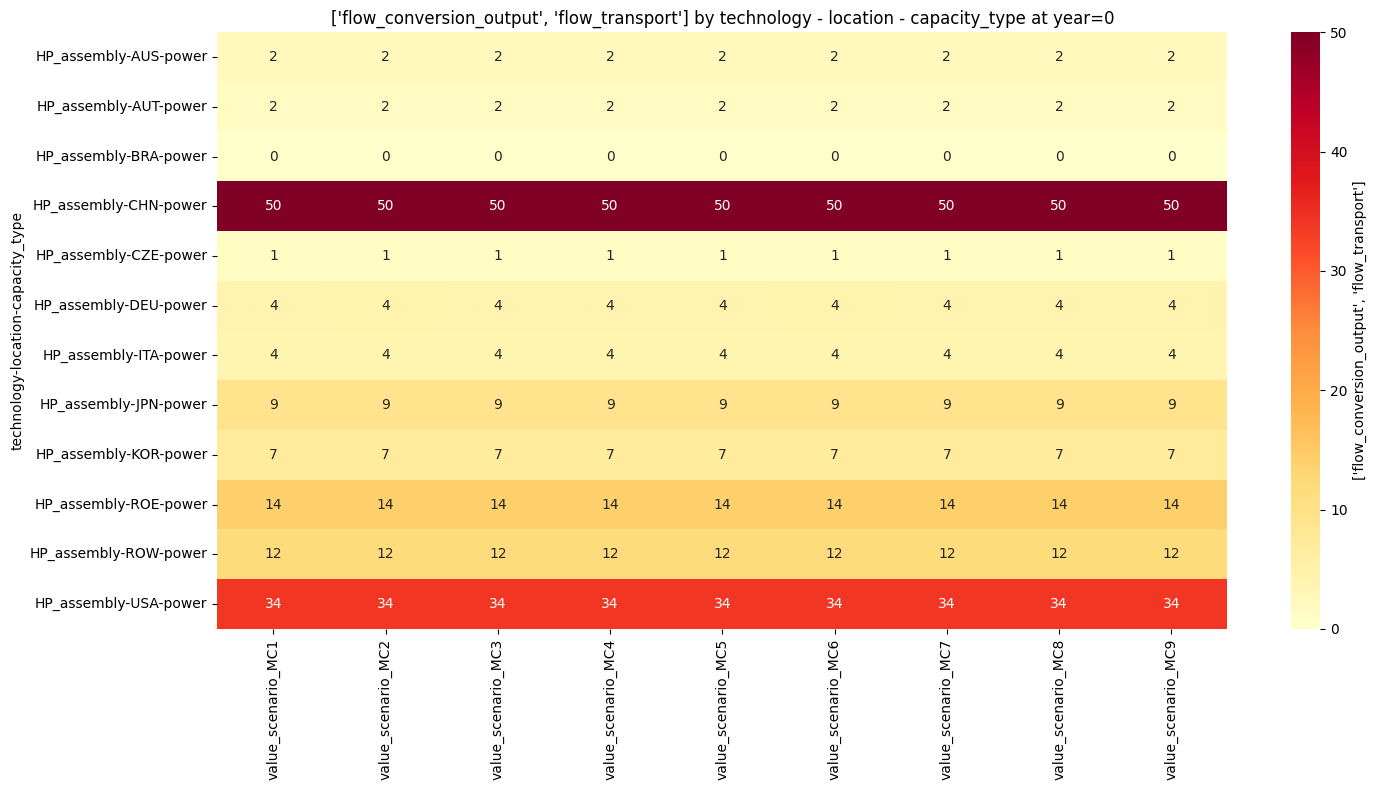 ['flow_conversion_output', 'flow_transport'] by technology - location - capacity_type at year=0
technology-location-capacity_type
HP_assembly-AUS-power 2 2 2 2 2 2 2 2 2
HP_assembly-AUT-power 2 2 2 2 2 2 2 2 2
HP_assembly-BRA-power 0 0 0 0 0 0 0 0 0
HP_assembly-CHN-power 50 50 50 50 50 50 50 50 50
HP_assembly-CZE-power 1 1 1 1 1 1 1 1 1
HP_assembly-DEU-power 4 4 4 4 4 4 4 4 4
HP_assembly-ITA-power 4 4 4 4 4 4 4 4 4
HP_assembly-JPN-power 9 9 9 9 9 9 9 9 9
HP_assembly-KOR-power 7 7 7 7 7 7 7 7 7
HP_assembly-ROE-power 14 14 14 14 14 14 14 14 14
HP_assembly-ROW-power 12 12 12 12 12 12 12 12 12
HP_assembly-USA-power 34 34 34 34 34 34 34 34 34
value_scenario_MC1
value_scenario_MC2
value_scenario_MC3
value_scenario_MC4
value_scenario_MC5
value_scenario_MC6
value_scenario_MC7
value_scenario_MC8
value_scenario_MC9
50
40
30
20
10
0
['flow_conversion_output', 'flow_transport']